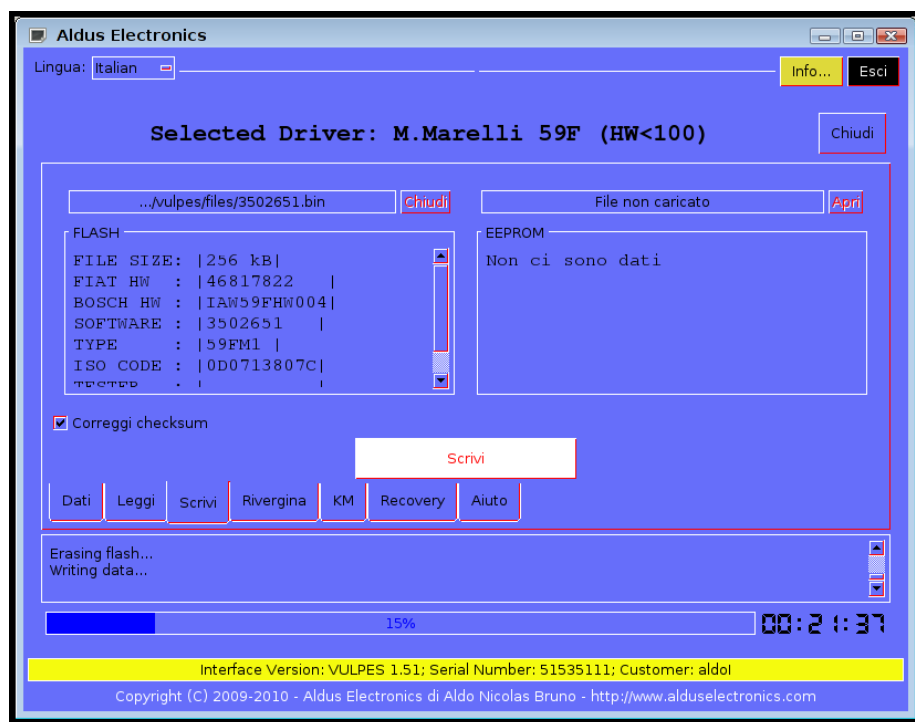 Aldus Electronics
Lingua: Italian
Info... Esci
Selected Driver: M.Marelli 59F (HW<100)
Chiudi
.../vulpes/files/3502651.bin Chiudi
File non caricato Apri
FLASH
FILE SIZE: |256 kB|
FIAT HW : |46817822 |
BOSCH HW : |IAW59FHW004|
SOFTWARE : |3502651 |
TYPE : |59FM1 |
ISO CODE : |0D0713807C|
TESTER : | |
EEPROM
Non ci sono dati
Correggi checksum
Scrivi
Dati Leggi Scrivi Rivergina KM Recovery Aiuto
Erasing flash...
Writing data...
15% 00:21:37
Interface Version: VULPES 1.51; Serial Number: 51535111; Customer: aldol
Copyright (C) 2009-2010 - Aldus Electronics di Aldo Nicolas Bruno - http://www.alduselectronics.com